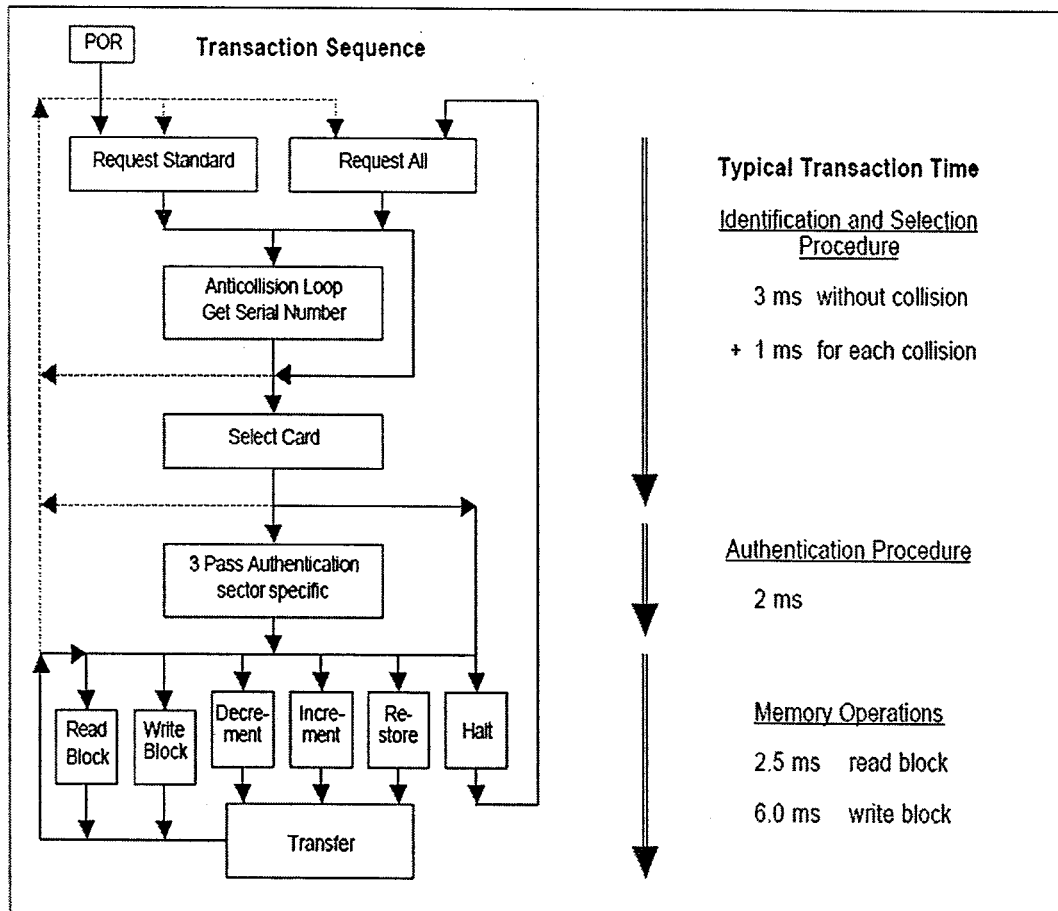 POR
Transaction Sequence
Request Standard
Request All
Anticollision Loop
Get Serial Number
Select Card
3 Pass Authentication
sector specific
Read
Block
Write
Block
Decre-
ment
Incre-
ment
Re-
store
Halt
Transfer
Typical Transaction Time
Identification and Selection
Procedure
3 ms without collision
+ 1 ms for each collision
Authentication Procedure
2 ms
Memory Operations
2.5 ms read block
6.0 ms write block